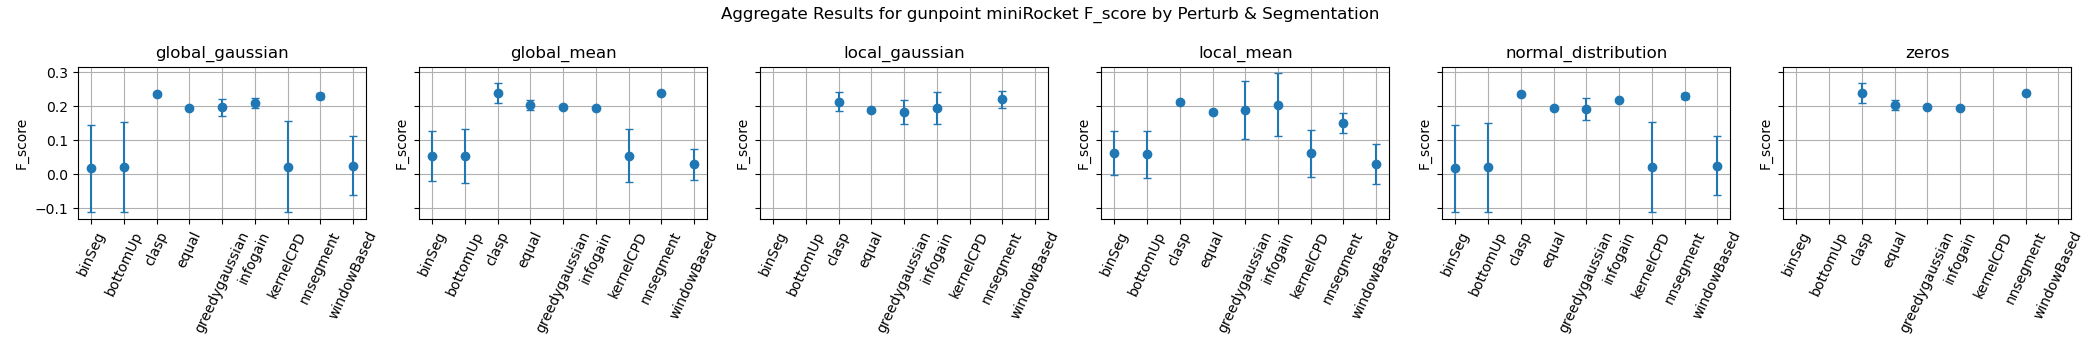 Aggregate Results for gunpoint miniRocket F_score by Perturb & Segmentation
global_gaussian
F_score
0.3
0.2
0.1
0.0
−0.1
binSeg
bottomUp
clasp
equal
greedygaussian
infogain
kernelCPD
nnsegment
windowBased
global_mean
F_score
binSeg
bottomUp
clasp
equal
greedygaussian
infogain
kernelCPD
nnsegment
windowBased
local_gaussian
F_score
binSeg
bottomUp
clasp
equal
greedygaussian
infogain
kernelCPD
nnsegment
windowBased
local_mean
F_score
binSeg
bottomUp
clasp
equal
greedygaussian
infogain
kernelCPD
nnsegment
windowBased
normal_distribution
F_score
binSeg
bottomUp
clasp
equal
greedygaussian
infogain
kernelCPD
nnsegment
windowBased
zeros
F_score
binSeg
bottomUp
clasp
equal
greedygaussian
infogain
kernelCPD
nnsegment
windowBased